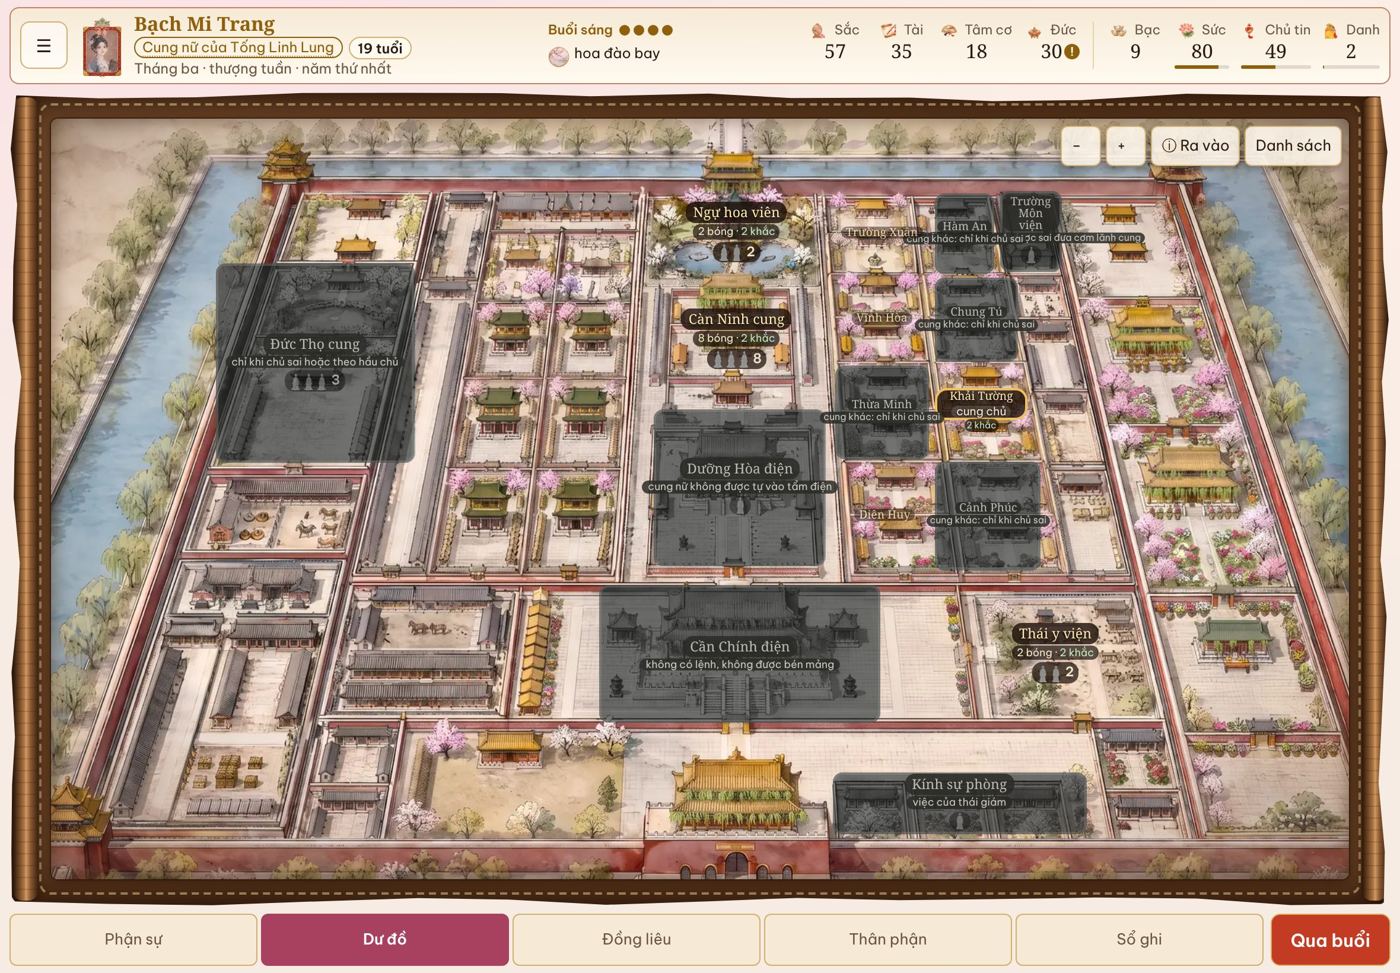 ☰
Bạch Mi Trang
Cung nữ của Tống Linh Lung 19 tuổi
Tháng ba · thượng tuần · năm thứ nhất
Buổi sáng
hoa đào bay
Sắc Tài Tâm cơ Đức Bạc Sức Chủ tin Danh
57 35 18 30 ! 9 80 49 2
− + ⓘ Ra vào Danh sách
Ngự hoa viên
2 bóng · 2 khắc
2
Trường Xuân
Hàm An
cung khác: chỉ khi chủ sai
Trường Môn viện
sai đưa cơm lãnh cung
Càn Ninh cung
8 bóng · 2 khắc
8
Vĩnh Hòa
Chung Tú
cung khác: chỉ khi chủ sai
Đức Thọ cung
chỉ khi chủ sai hoặc theo hầu chủ
3
Thừa Minh
cung khác: chỉ khi chủ sai
Khải Tường
cung chủ
2 khắc
Dưỡng Hòa điện
cung nữ không được tự vào tẩm điện
Diên Huy
Cảnh Phúc
cung khác: chỉ khi chủ sai
Cần Chính điện
không có lệnh, không được bén mảng
Thái y viện
2 bóng · 2 khắc
2
Kính sự phòng
việc của thái giám
Phận sự Dư đồ Đồng liêu Thân phận Sổ ghi Qua buổi